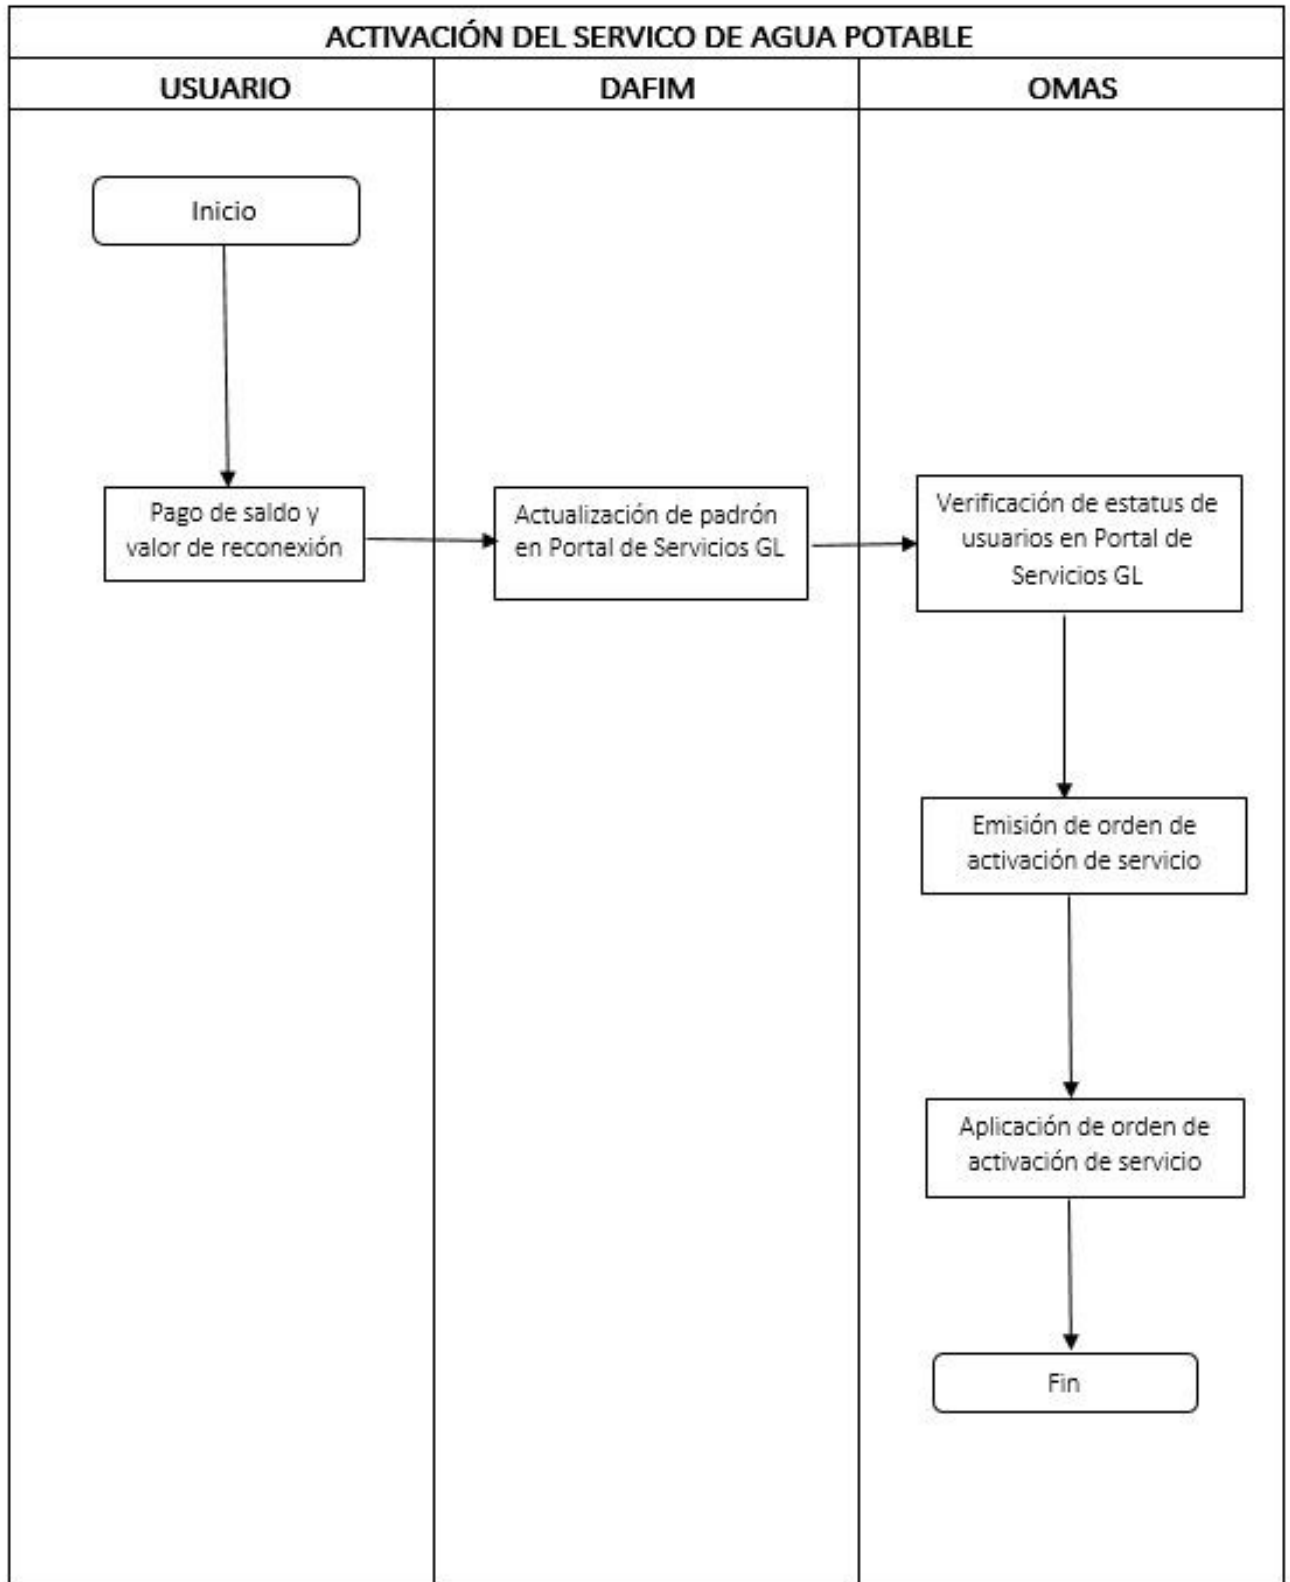 ACTIVACIÓN DEL SERVICO DE AGUA POTABLE
USUARIO
DAFIM
OMAS
Inicio
Pago de saldo y
valor de reconexión
Actualización de padrón
en Portal de Servicios GL
Verificación de estatus de
usuarios en Portal de
Servicios GL
Emisión de orden de
activación de servicio
Aplicación de orden de
activación de servicio
Fin